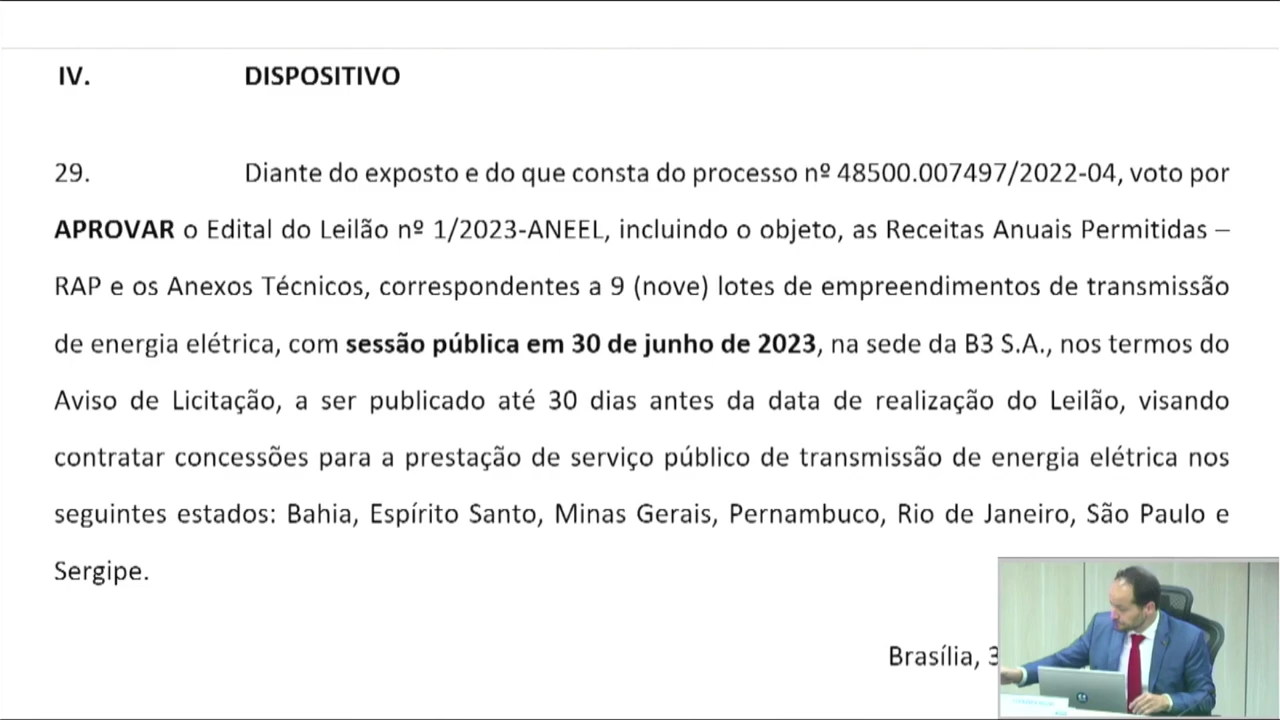 IV. DISPOSITIVO
29. Diante do exposto e do que consta do processo nº 48500.007497/2022-04, voto por
APROVAR o Edital do Leilão nº 1/2023-ANEEL, incluindo o objeto, as Receitas Anuais Permitidas –
RAP e os Anexos Técnicos, correspondentes a 9 (nove) lotes de empreendimentos de transmissão
de energia elétrica, com sessão pública em 30 de junho de 2023, na sede da B3 S.A., nos termos do
Aviso de Licitação, a ser publicado até 30 dias antes da data de realização do Leilão, visando
contratar concessões para a prestação de serviço público de transmissão de energia elétrica nos
seguintes estados: Bahia, Espírito Santo, Minas Gerais, Pernambuco, Rio de Janeiro, São Paulo e
Sergipe.
Brasília, 3